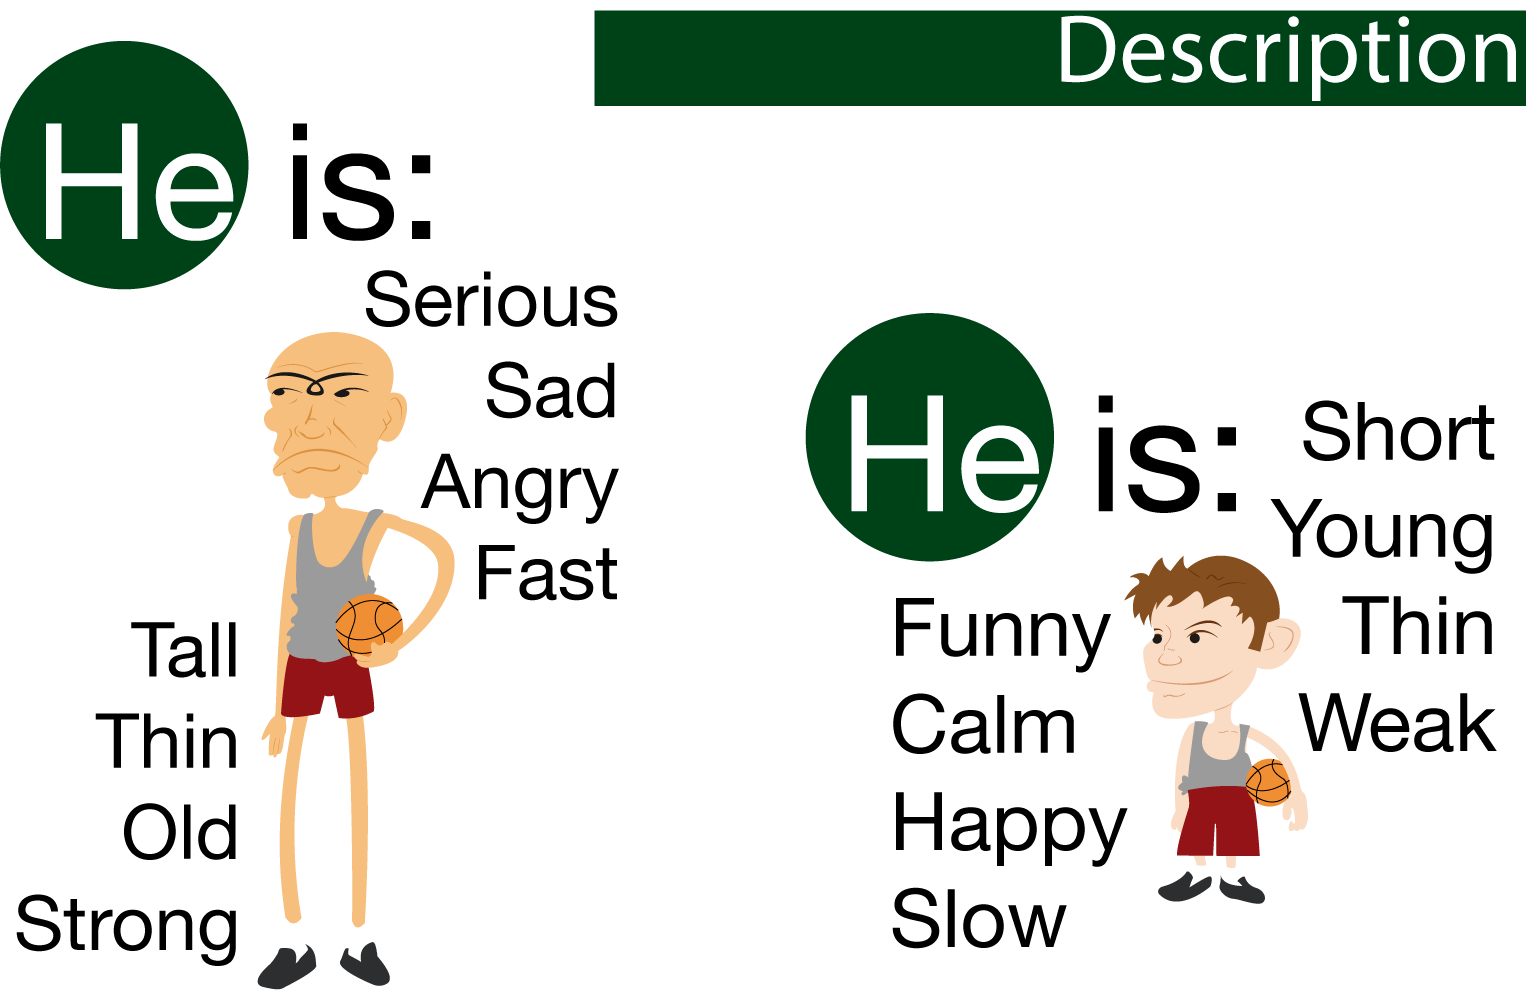 Description
He is:
Serious
Sad
Angry
Fast
Tall
Thin
Old
Strong
He is:
Short
Young
Thin
Weak
Funny
Calm
Happy
Slow